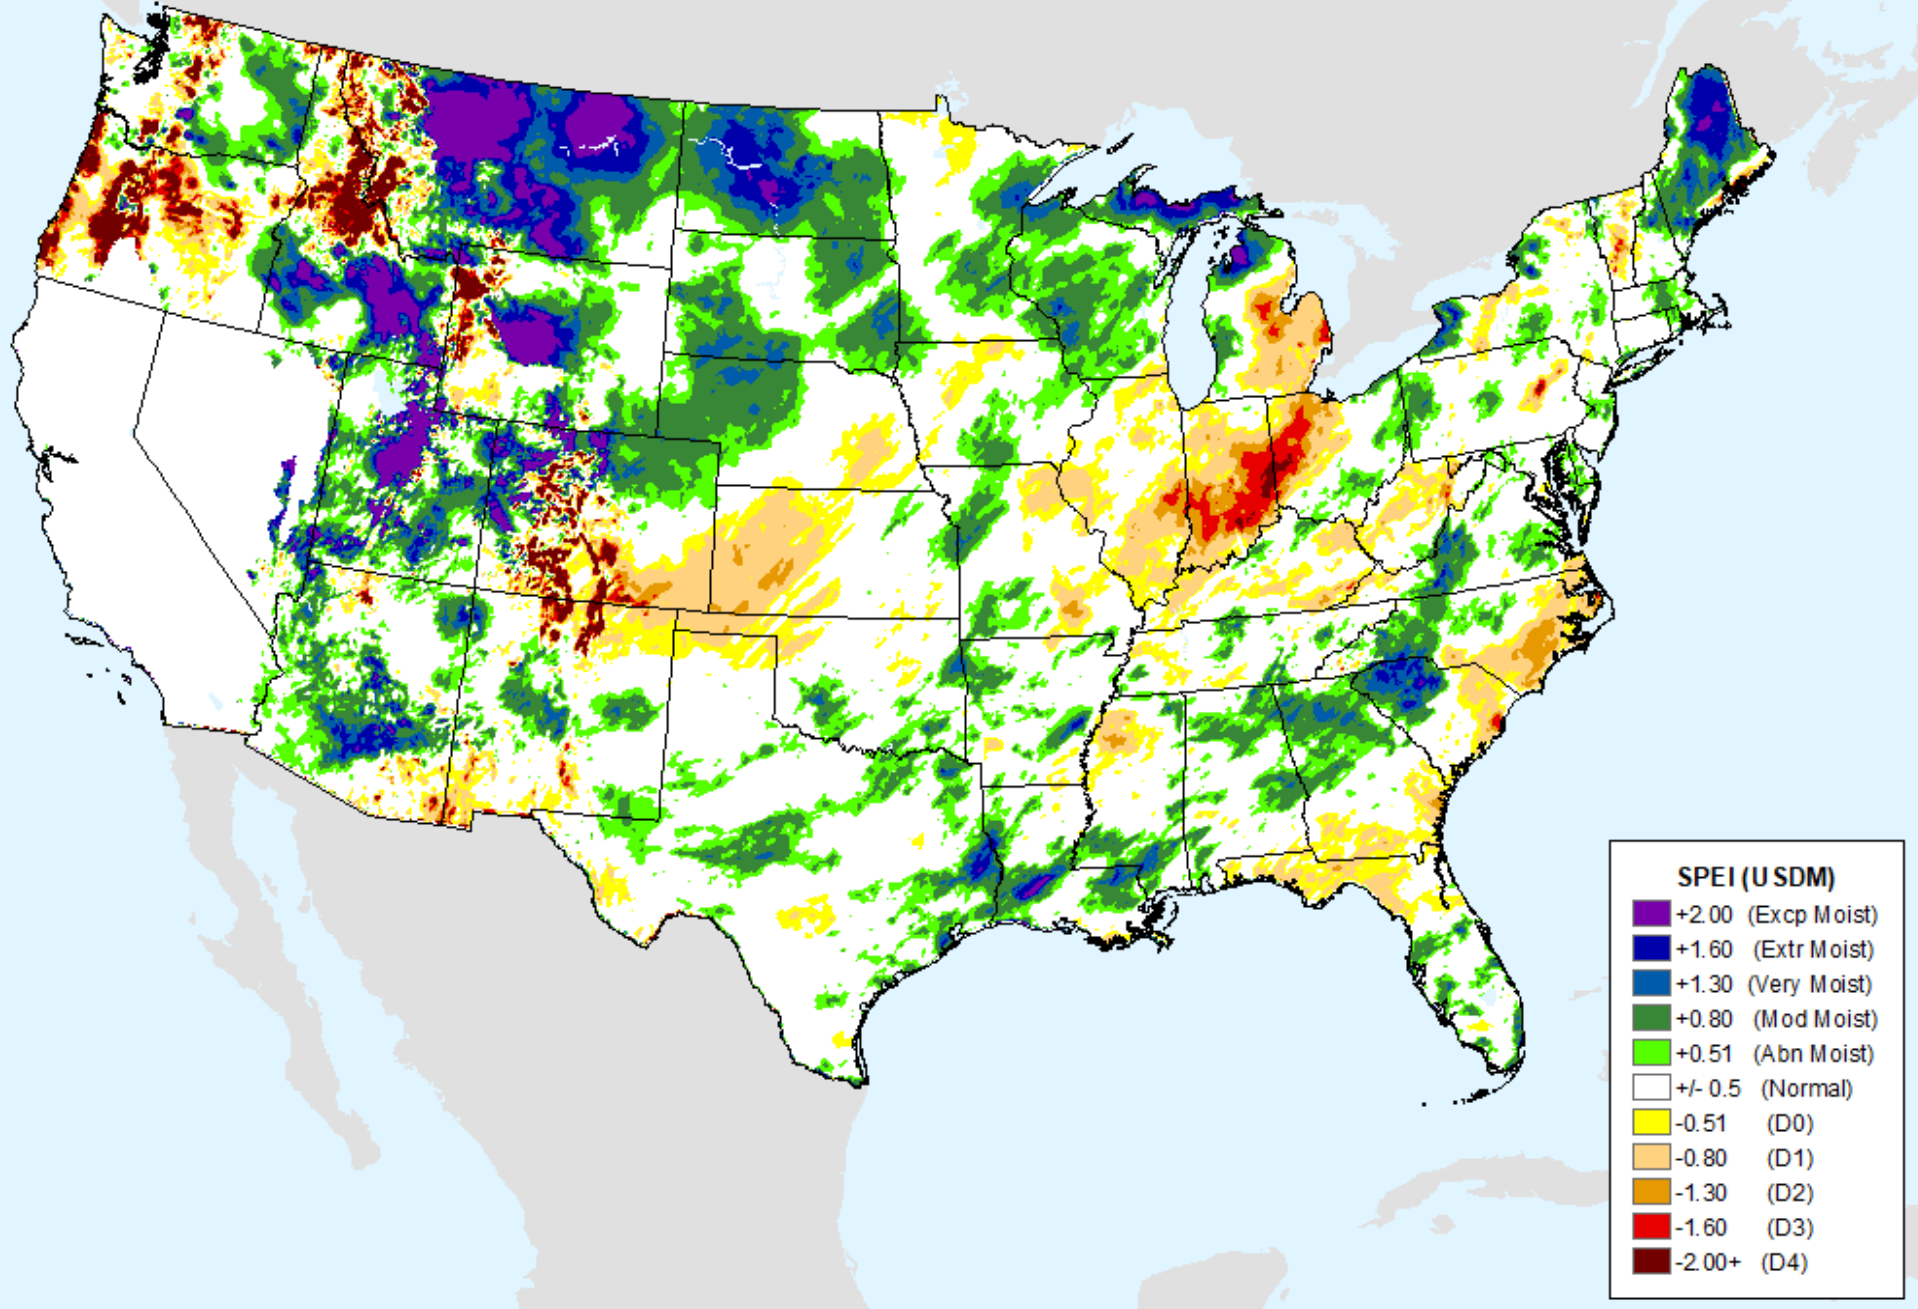 SPEI (USDM)
+2.00 (Excp Moist)
+1.60 (Extr Moist)
+1.30 (Very Moist)
+0.80 (Mod Moist)
+0.51 (Abn Moist)
+/- 0.5 (Normal)
-0.51 (D0)
-0.80 (D1)
-1.30 (D2)
-1.60 (D3)
-2.00+ (D4)